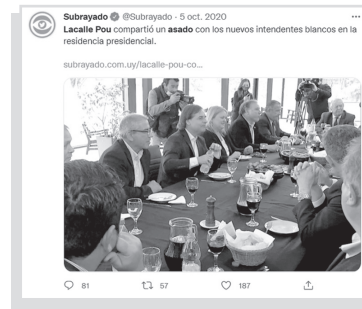 Subrayado @Subrayado · 5 oct. 2020 ...
Lacalle Pou compartió un asado con los nuevos intendentes blancos en la
residencia presidencial.
subrayado.com.uy/lacalle-pou-co...
81 57 187